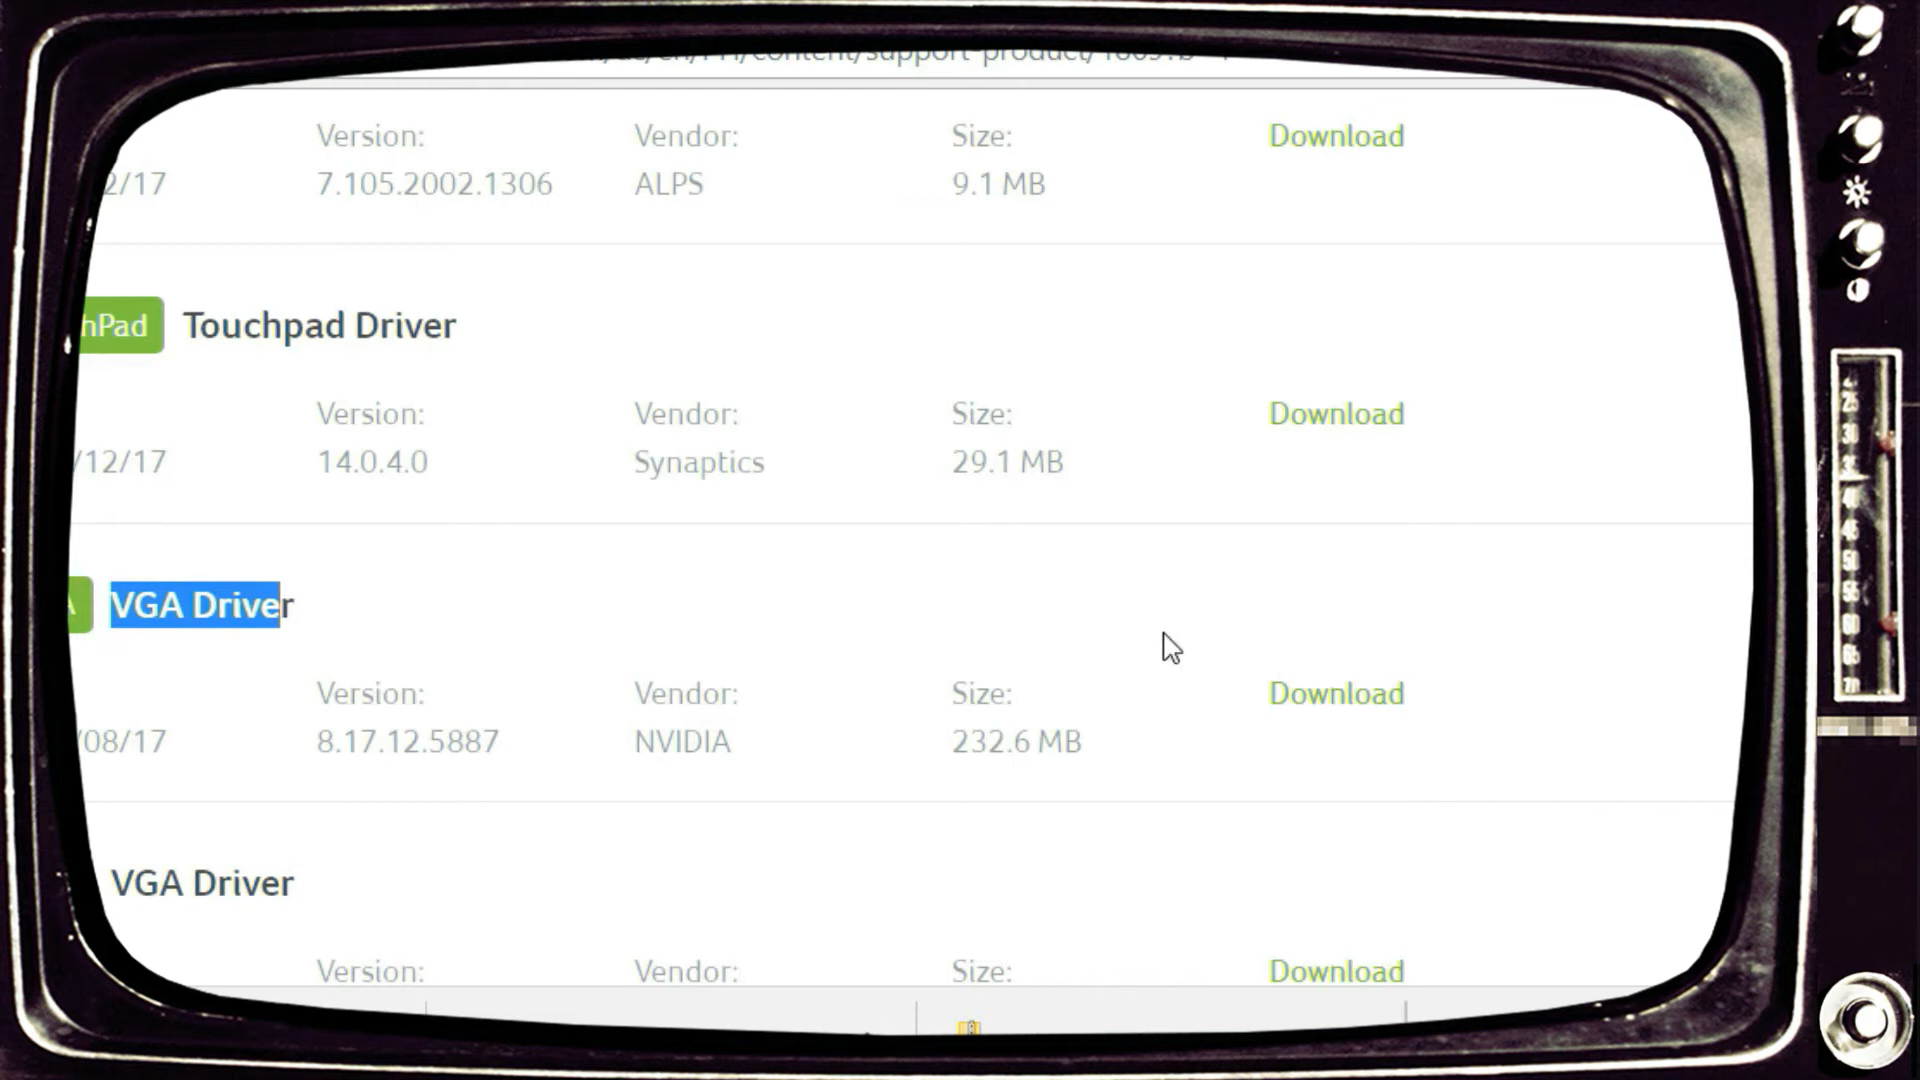 Version: Vendor: Size: Download
2/17 7.105.2002.1306 ALPS 9.1 MB
hPad Touchpad Driver
Version: Vendor: Size: Download
/12/17 14.0.4.0 Synaptics 29.1 MB
A VGA Driver
Version: Vendor: Size: Download
/08/17 8.17.12.5887 NVIDIA 232.6 MB
VGA Driver
Version: Vendor: Size: Download